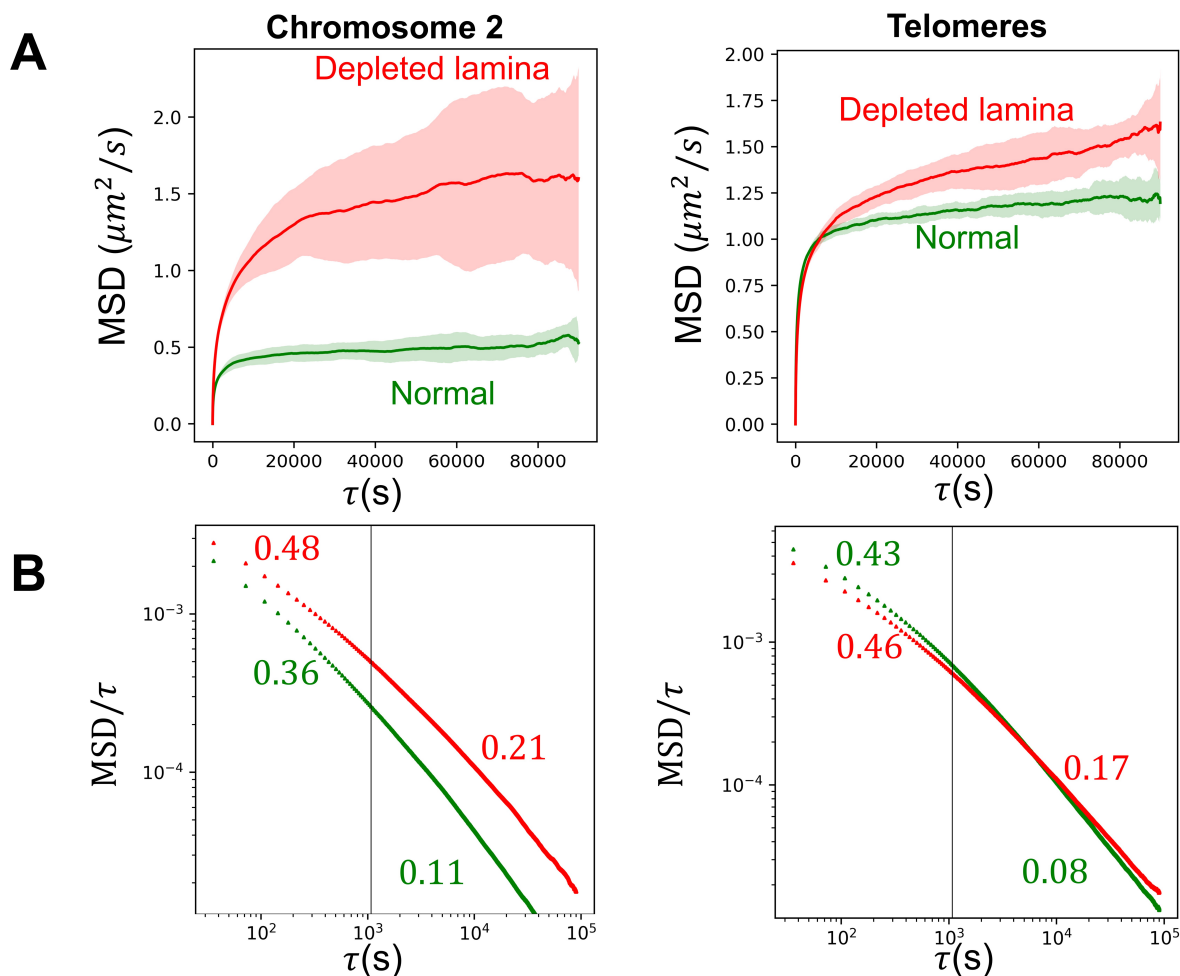 A
Chromosome 2
Telomeres
MSD (μm²/s)
2.0
1.5
1.0
0.5
0.0
Depleted lamina
Normal
0 20000 40000 60000 80000
τ(s)
MSD (μm²/s)
2.00
1.75
1.50
1.25
1.00
0.75
0.50
0.25
0.00
Depleted lamina
Normal
0 20000 40000 60000 80000
τ(s)
B
MSD/τ
10⁻³
10⁻⁴
0.48
0.36
0.21
0.11
10² 10³ 10⁴ 10⁵
τ(s)
MSD/τ
10⁻³
10⁻⁴
0.43
0.46
0.17
0.08
10² 10³ 10⁴ 10⁵
τ(s)